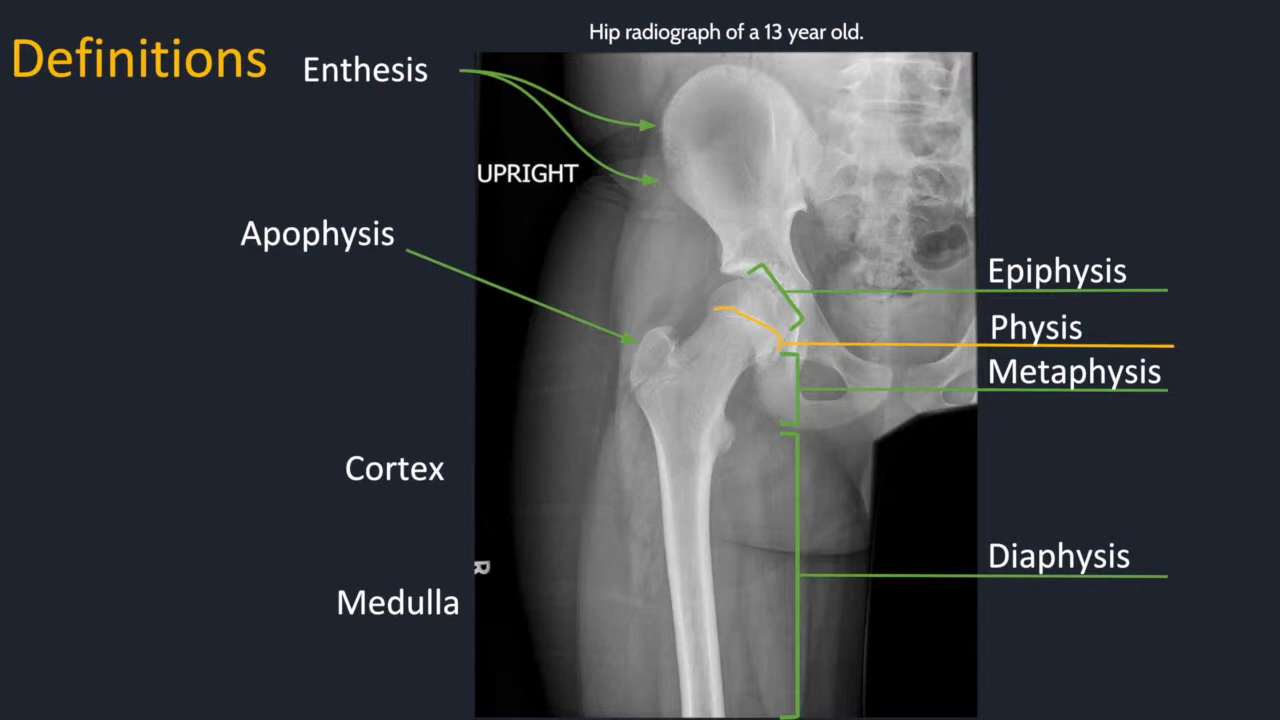 Hip radiograph of a 13 year old.
Definitions
Enthesis
UPRIGHT
Apophysis
Epiphysis
Physis
Metaphysis
Cortex
Diaphysis
R
Medulla